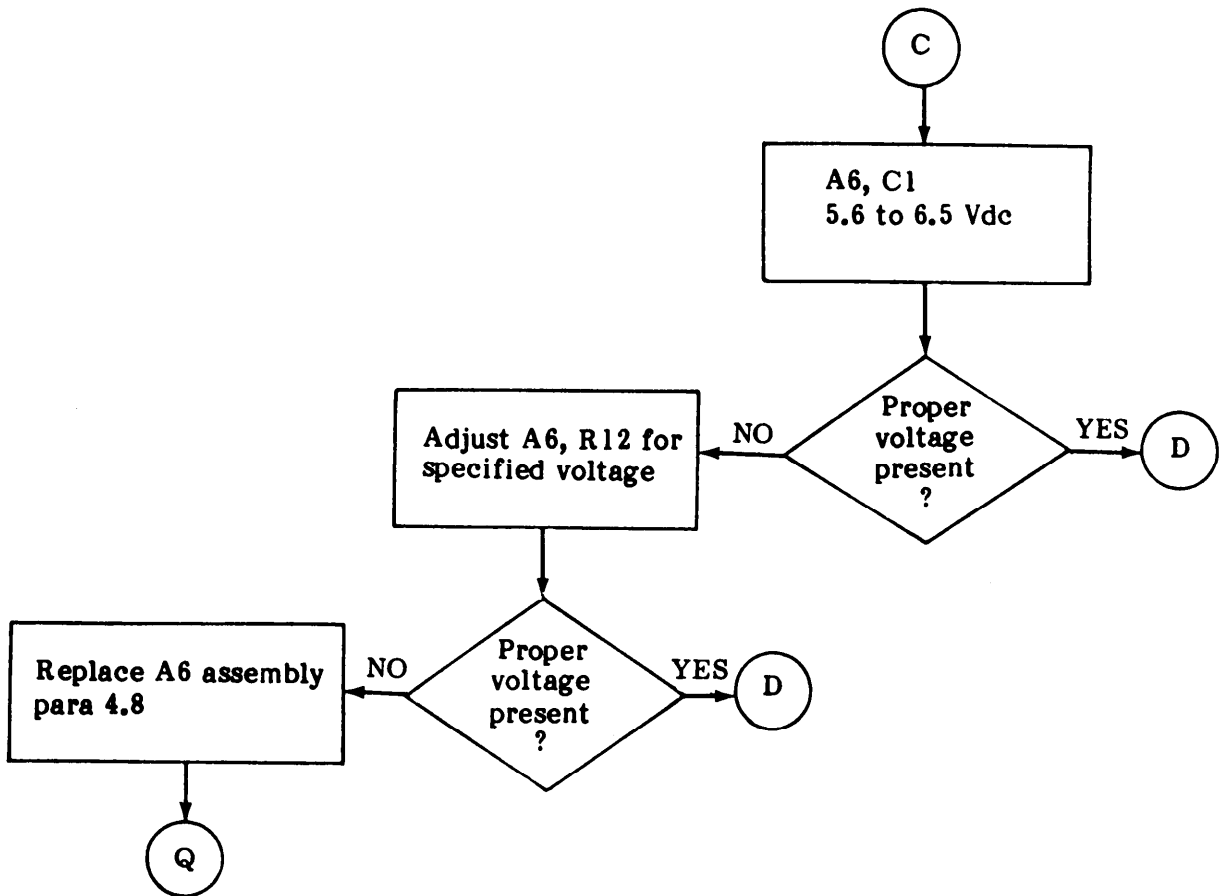 C
A6, C1
5.6 to 6.5 Vdc
Proper
voltage
present
?
NO
YES
D
Adjust A6, R12 for
specified voltage
Proper
voltage
present
?
NO
YES
D
Replace A6 assembly
para 4.8
Q